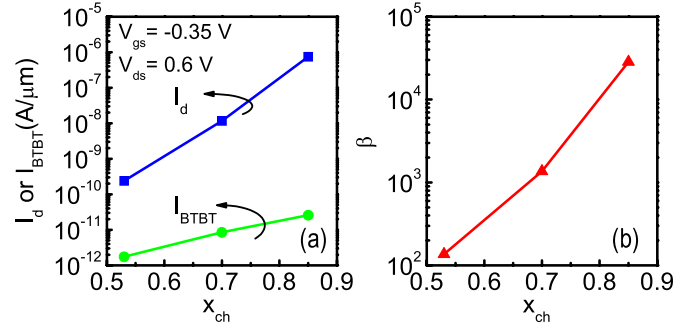 I_d or I_BTBT(A/μm)
10^-5
10^-6
10^-7
10^-8
10^-9
10^-10
10^-11
10^-12
V_gs = -0.35 V
V_ds = 0.6 V
I_d
I_BTBT
(a)
0.5 0.6 0.7 0.8 0.9
x_ch
β
10^5
10^4
10^3
10^2
(b)
0.5 0.6 0.7 0.8 0.9
x_ch